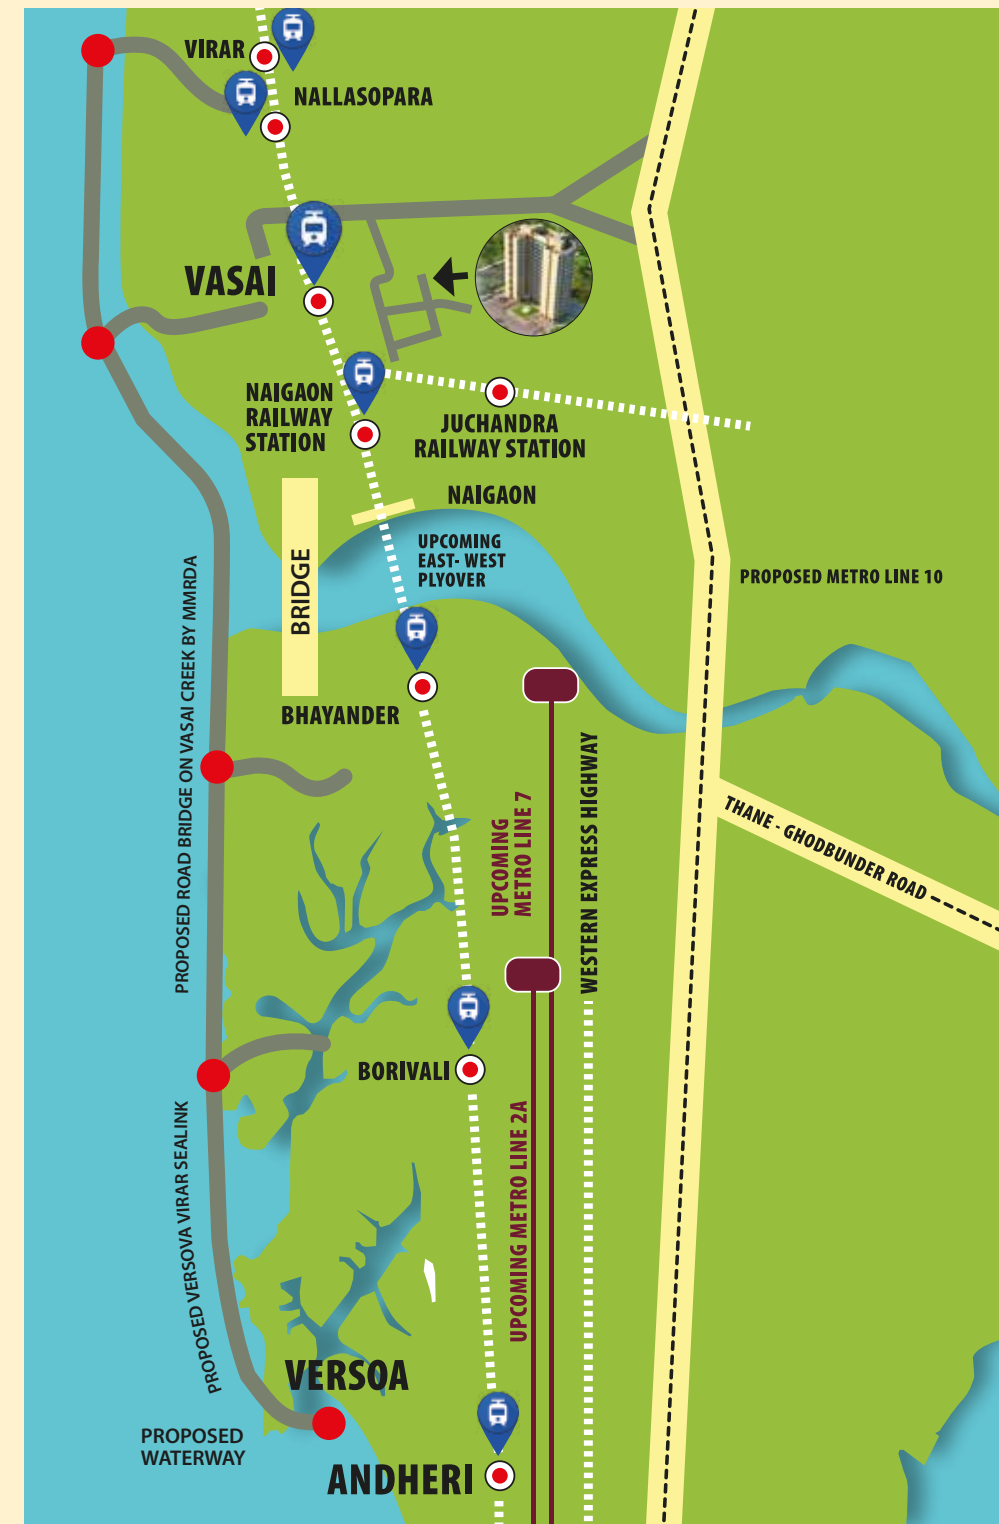 VIRAR
NALLASOPARA
VASAI
NAIGAON
RAILWAY
STATION
JUCHANDRA
RAILWAY STATION
NAIGAON
UPCOMING
EAST- WEST
PLYOVER
BRIDGE
PROPOSED METRO LINE 10
BHAYANDER
PROPOSED ROAD BRIDGE ON VASAI CREEK BY MMRDA
UPCOMING
METRO LINE 7
WESTERN EXPRESS HIGHWAY
THANE - GHODBUNDER ROAD
BORIVALI
UPCOMING METRO LINE 2A
PROPOSED VERSOVA VIRAR SEALINK
VERSOA
PROPOSED
WATERWAY
ANDHERI